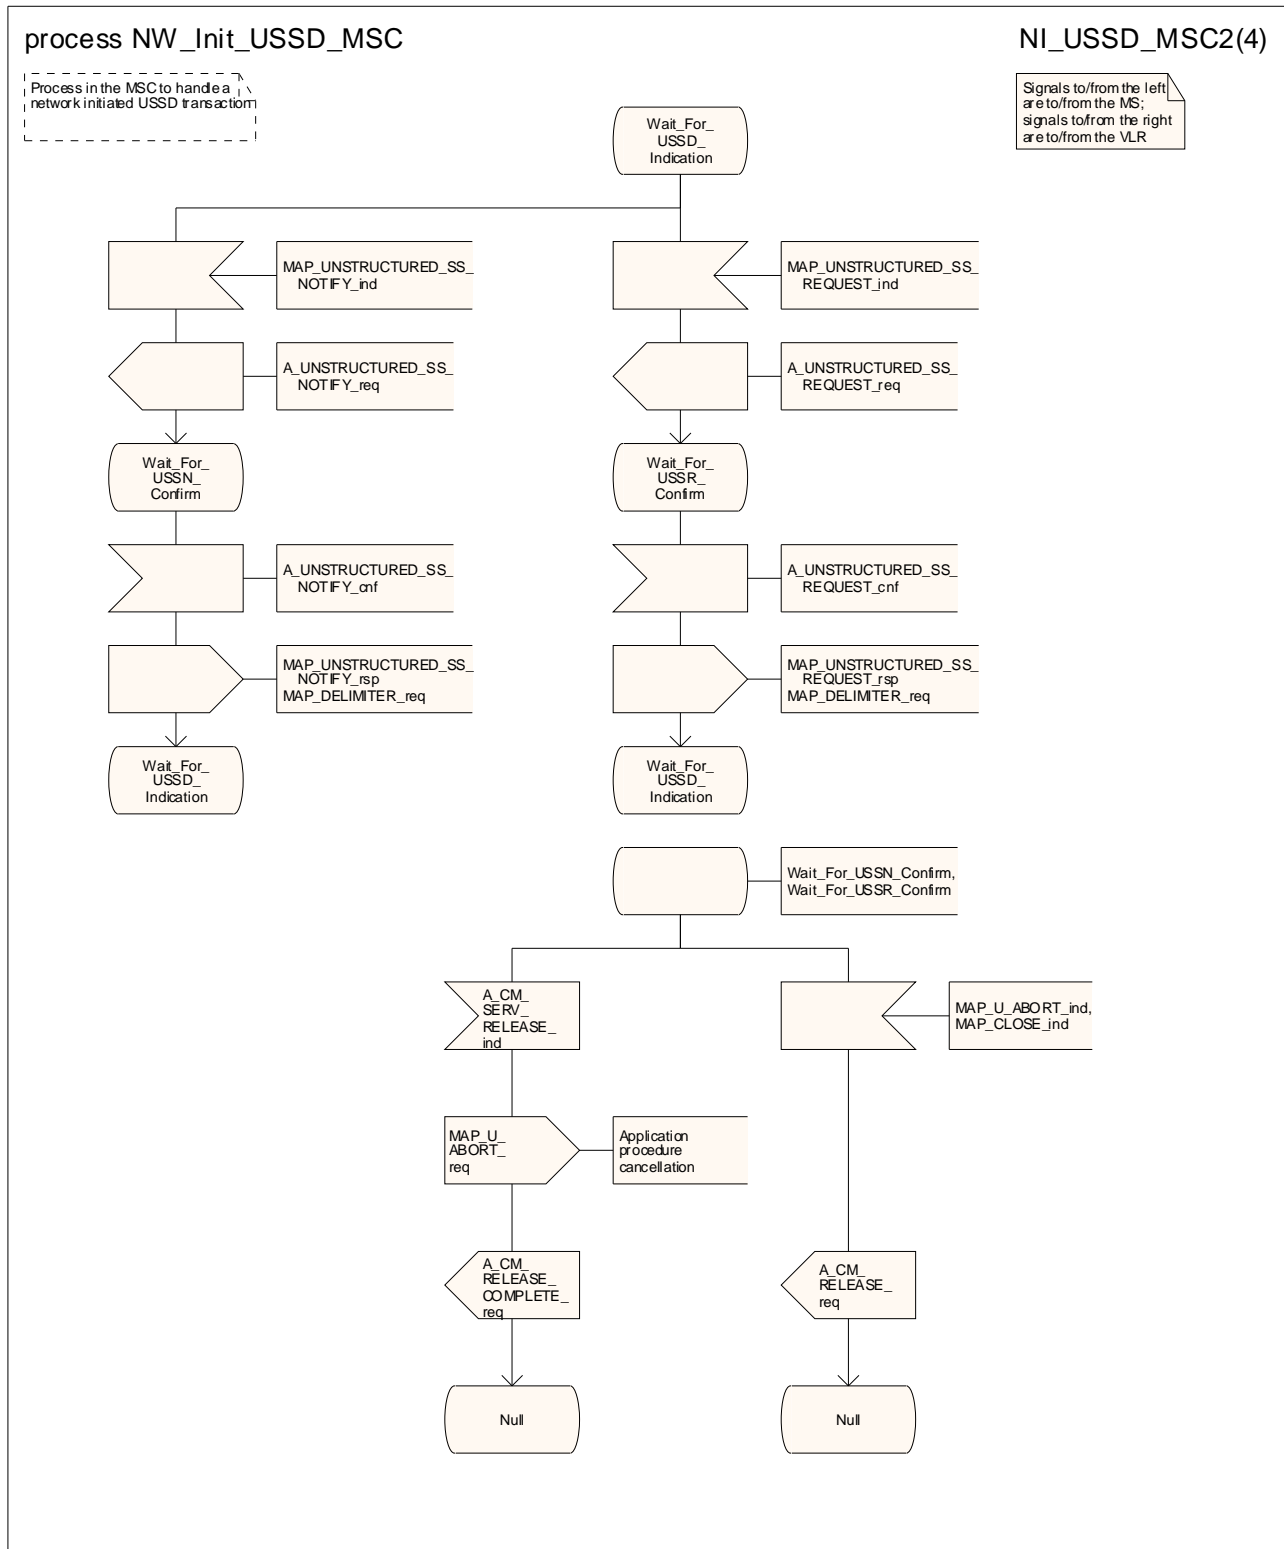 process NW_Init_USSD_MSC
NI_USSD_MSC2(4)
Process in the MSC to handle a
network initiated USSD transaction
Signals to/from the left
are to/from the MS;
signals to/from the right
are to/from the VLR
Wait_For_
USSD_
Indication
MAP_UNSTRUCTURED_SS_
NOTIFY_ind
MAP_UNSTRUCTURED_SS_
REQUEST_ind
A_UNSTRUCTURED_SS_
NOTIFY_req
A_UNSTRUCTURED_SS_
REQUEST_req
Wait_For_
USSN_
Confirm
Wait_For_
USSR_
Confirm
A_UNSTRUCTURED_SS_
NOTIFY_cnf
A_UNSTRUCTURED_SS_
REQUEST_cnf
MAP_UNSTRUCTURED_SS_
NOTIFY_rsp
MAP_DELIMITER_req
MAP_UNSTRUCTURED_SS_
REQUEST_rsp
MAP_DELIMITER_req
Wait_For_
USSD_
Indication
Wait_For_
USSD_
Indication
Wait_For_USSN_Confirm,
Wait_For_USSR_Confirm
A_CM_
SERV_
RELEASE_
ind
MAP_U_ABORT_ind,
MAP_CLOSE_ind
MAP_U_
ABORT_
req
Application
procedure
cancellation
A_CM_
RELEASE_
COMPLETE_
req
A_CM_
RELEASE_
req
Null
Null